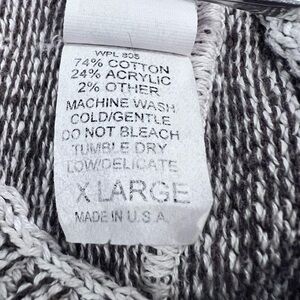 WPL 808
74% COTTON
24% ACRYLIC
2% OTHER
MACHINE WASH
COLD/GENTLE
DO NOT BLEACH
TUMBLE DRY
LOW/DELICATE
X LARGE
MADE IN U.S.A.